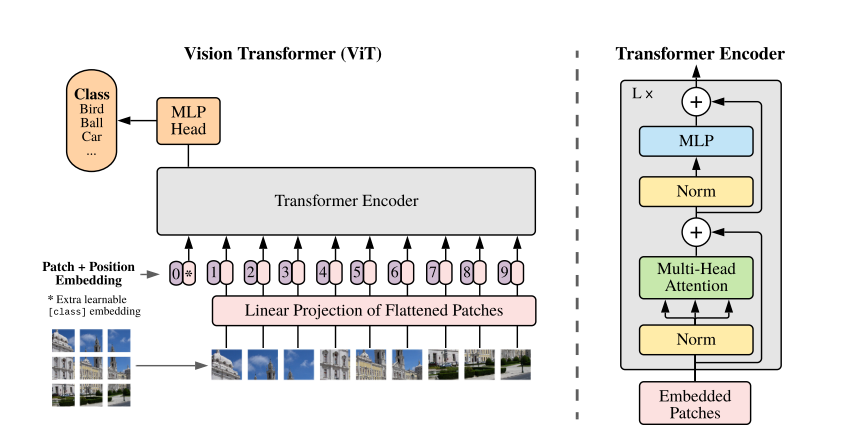 Vision Transformer (ViT)
Class
Bird
Ball
Car
...
MLP
Head
Transformer Encoder
Patch + Position
Embedding
0 * 1 2 3 4 5 6 7 8 9
* Extra learnable
[class] embedding
Linear Projection of Flattened Patches
Transformer Encoder
L ×
+
MLP
Norm
+
Multi-Head
Attention
Norm
Embedded
Patches